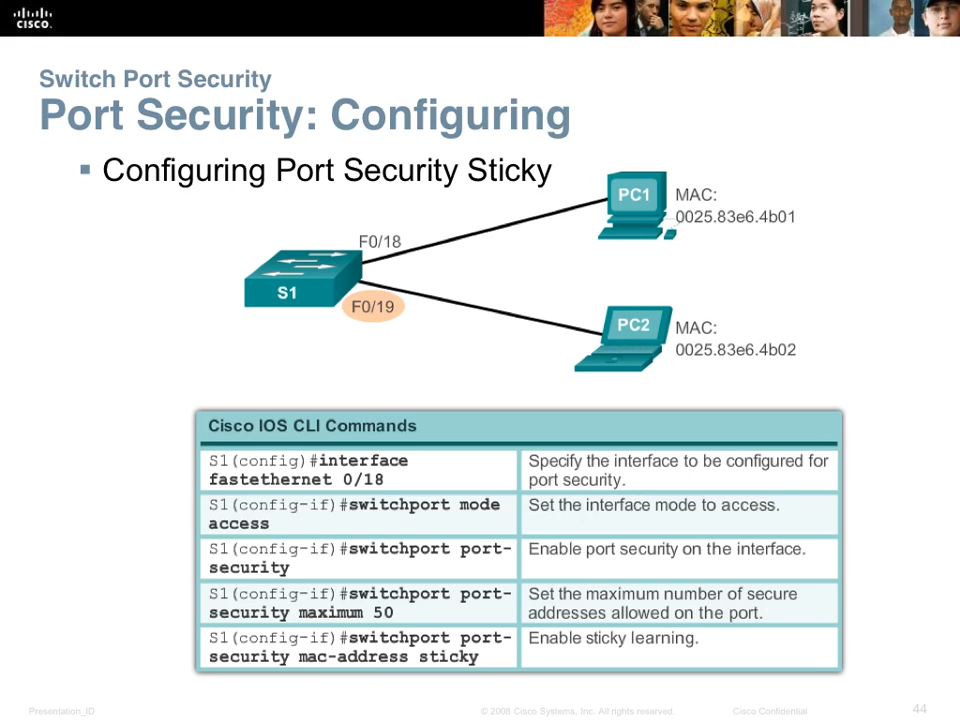 CISCO.
Switch Port Security
Port Security: Configuring
▪ Configuring Port Security Sticky
PC1
MAC:
0025.83e6.4b01
F0/18
S1
F0/19
PC2
MAC:
0025.83e6.4b02
Cisco IOS CLI Commands
S1(config)#interface
fastethernet 0/18
Specify the interface to be configured for
port security.
S1(config-if)#switchport mode
access
Set the interface mode to access.
S1(config-if)#switchport port-
security
Enable port security on the interface.
S1(config-if)#switchport port-
security maximum 50
Set the maximum number of secure
addresses allowed on the port.
S1(config-if)#switchport port-
security mac-address sticky
Enable sticky learning.
Presentation_ID
© 2008 Cisco Systems, Inc. All rights reserved.
Cisco Confidential
44